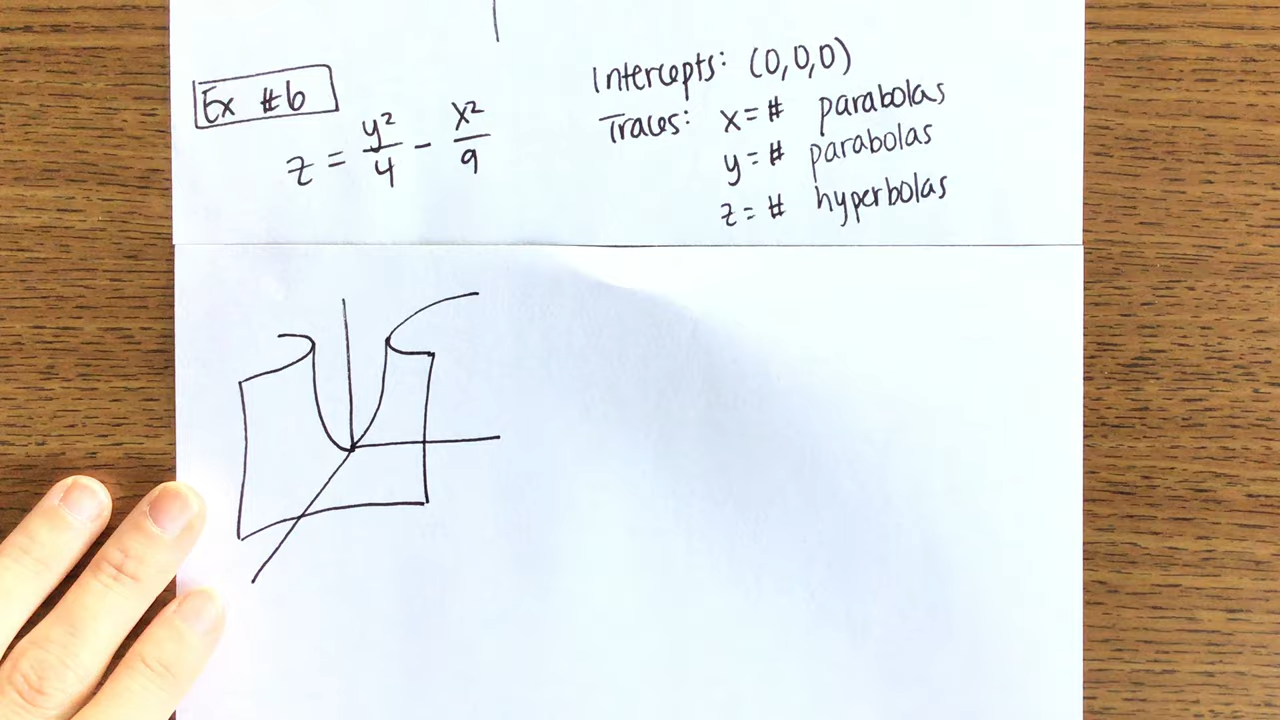 Ex #6
z = y²/4 - x²/9
Intercepts: (0,0,0)
Traces: x=# parabolas
y=# parabolas
z=# hyperbolas